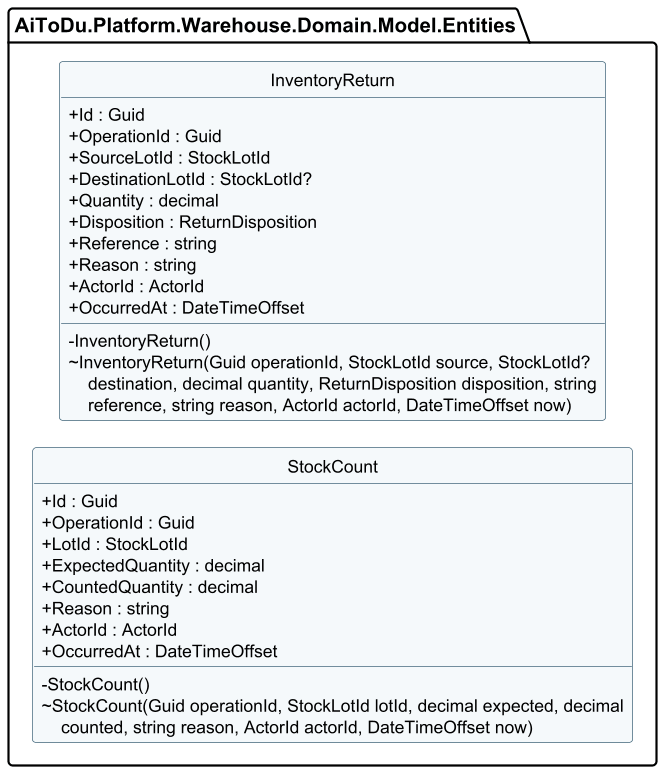 AiToDu.Platform.Warehouse.Domain.Model.Entities
InventoryReturn
+Id : Guid
+OperationId : Guid
+SourceLotId : StockLotId
+DestinationLotId : StockLotId?
+Quantity : decimal
+Disposition : ReturnDisposition
+Reference : string
+Reason : string
+ActorId : ActorId
+OccurredAt : DateTimeOffset
-InventoryReturn()
~InventoryReturn(Guid operationId, StockLotId source, StockLotId?
destination, decimal quantity, ReturnDisposition disposition, string
reference, string reason, ActorId actorId, DateTimeOffset now)
StockCount
+Id : Guid
+OperationId : Guid
+LotId : StockLotId
+ExpectedQuantity : decimal
+CountedQuantity : decimal
+Reason : string
+ActorId : ActorId
+OccurredAt : DateTimeOffset
-StockCount()
~StockCount(Guid operationId, StockLotId lotId, decimal expected, decimal
counted, string reason, ActorId actorId, DateTimeOffset now)